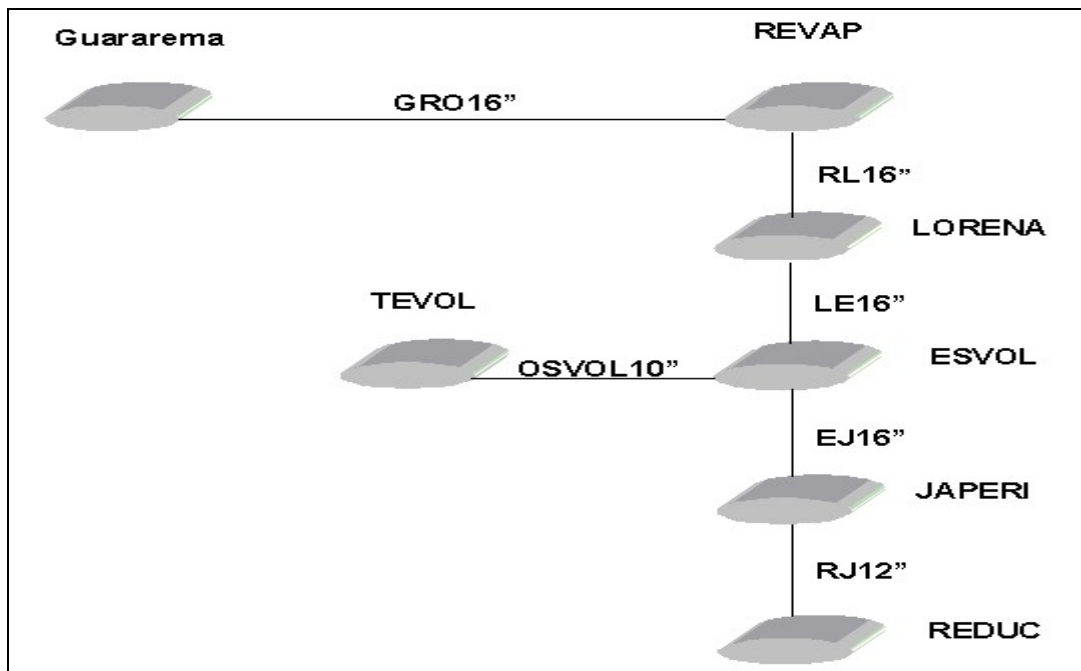 Guararema
REVAP
GRO16”
RL16”
LORENA
TEVOL
LE16”
OSVOL10”
ESVOL
EJ16”
JAPERI
RJ12”
REDUC